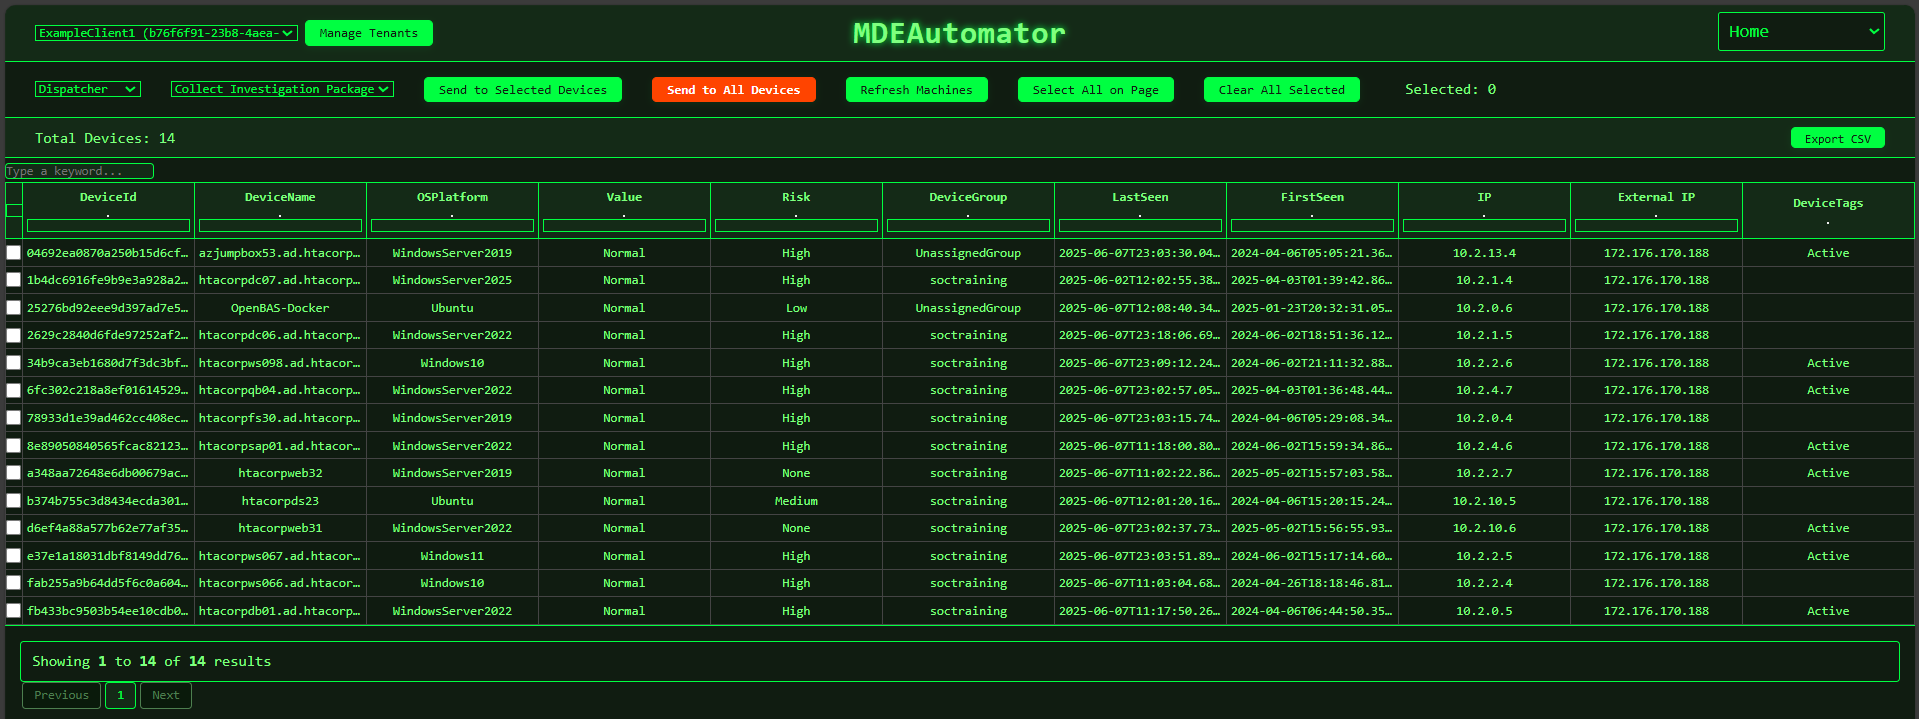 ExampleClient1 (b76f6f91-23b8-4aea- Manage Tenants MDEAutomator Home
Dispatcher Collect Investigation Package Send to Selected Devices Send to All Devices Refresh Machines Select All on Page Clear All Selected Selected: 0
Total Devices: 14 Export CSV
Type a keyword...
DeviceId DeviceName OSPlatform Value Risk DeviceGroup LastSeen FirstSeen IP External IP DeviceTags
04692ea0870a250b15d6cf… azjumpbox53.ad.htacorp… WindowsServer2019 Normal High UnassignedGroup 2025-06-07T23:03:30.04… 2024-04-06T05:05:21.36… 10.2.13.4 172.176.170.188 Active
1b4dc6916fe9b9e3a928a2… htacorpdc07.ad.htacorp… WindowsServer2025 Normal High soctraining 2025-06-02T12:02:55.38… 2025-04-03T01:39:42.86… 10.2.1.4 172.176.170.188
25276bd92eee9d397ad7e5… OpenBAS-Docker Ubuntu Normal Low UnassignedGroup 2025-06-07T12:08:40.34… 2025-01-23T20:32:31.05… 10.2.0.6 172.176.170.188
2629c2840d6fde97252af2… htacorpdc06.ad.htacorp… WindowsServer2022 Normal High soctraining 2025-06-07T23:18:06.69… 2024-06-02T18:51:36.12… 10.2.1.5 172.176.170.188
34b9ca3eb1680d7f3dc3bf… htacorpws098.ad.htacor… Windows10 Normal High soctraining 2025-06-07T23:09:12.24… 2024-06-02T21:11:32.88… 10.2.2.6 172.176.170.188 Active
6fc302c218a8ef01614529… htacorpqb04.ad.htacorp… WindowsServer2022 Normal High soctraining 2025-06-07T23:02:57.05… 2025-04-03T01:36:48.44… 10.2.4.7 172.176.170.188 Active
78933d1e39ad462cc408ec… htacorpfs30.ad.htacorp… WindowsServer2019 Normal High soctraining 2025-06-07T23:03:15.74… 2024-04-06T05:29:08.34… 10.2.0.4 172.176.170.188
8e89050840565fcac82123… htacorpsap01.ad.htacor… WindowsServer2022 Normal High soctraining 2025-06-07T11:18:00.80… 2024-06-02T15:59:34.86… 10.2.4.6 172.176.170.188 Active
a348aa72648e6db00679ac… htacorpweb32 WindowsServer2019 Normal None soctraining 2025-06-07T11:02:22.86… 2025-05-02T15:57:03.58… 10.2.2.7 172.176.170.188 Active
b374b755c3d8434ecda301… htacorpds23 Ubuntu Normal Medium soctraining 2025-06-07T12:01:20.16… 2024-04-06T15:20:15.24… 10.2.10.5 172.176.170.188
d6ef4a88a577b62e77af35… htacorpweb31 WindowsServer2022 Normal None soctraining 2025-06-07T23:02:37.73… 2025-05-02T15:56:55.93… 10.2.10.6 172.176.170.188 Active
e37e1a18031dbf8149dd76… htacorpws067.ad.htacor… Windows11 Normal High soctraining 2025-06-07T23:03:51.89… 2024-06-02T15:17:14.60… 10.2.2.5 172.176.170.188 Active
fab255a9b64dd5f6c0a604… htacorpws066.ad.htacor… Windows10 Normal High soctraining 2025-06-07T11:03:04.68… 2024-04-26T18:18:46.81… 10.2.2.4 172.176.170.188
fb433bc9503b54ee10cdb0… htacorpdb01.ad.htacorp… WindowsServer2022 Normal High soctraining 2025-06-07T11:17:50.26… 2024-04-06T06:44:50.35… 10.2.0.5 172.176.170.188 Active
Showing 1 to 14 of 14 results
Previous 1 Next